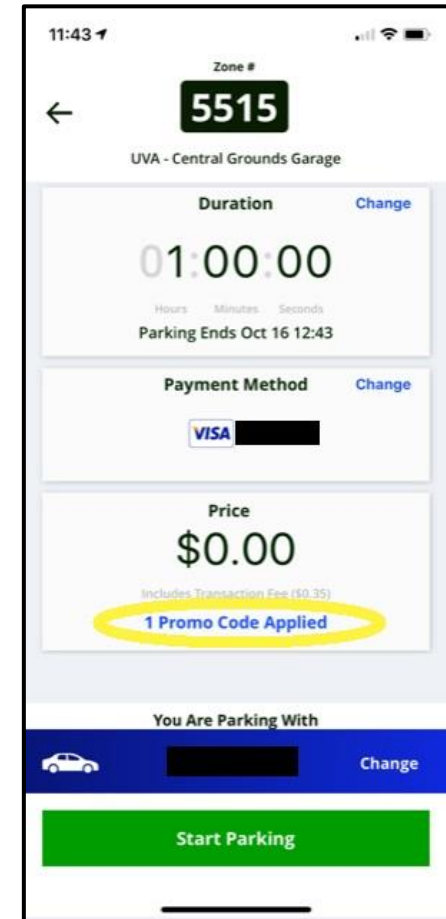 11:43
Zone #
5515
UVA - Central Grounds Garage
Duration
Change
01:00:00
Hours Minutes Seconds
Parking Ends Oct 16 12:43
Payment Method
Change
VISA
Price
$0.00
Includes Transaction Fee ($0.35)
1 Promo Code Applied
You Are Parking With
Change
Start Parking